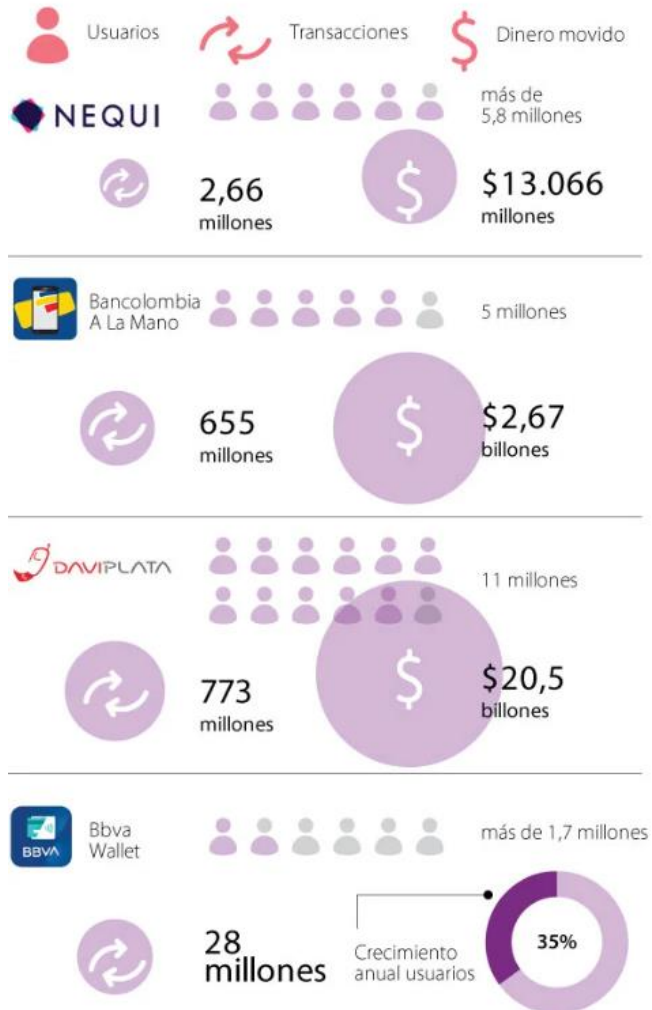 Usuarios
Transacciones
$
Dinero movido
NEQUI
más de
5,8 millones
2,66
millones
$
$13.066
millones
Bancolombia
A La Mano
5 millones
655
millones
$
$2,67
billones
DAVIPLATA
11 millones
773
millones
$
$20,5
billones
BBVA
Bbva
Wallet
más de 1,7 millones
28
millones
Crecimiento
anual usuarios
35%